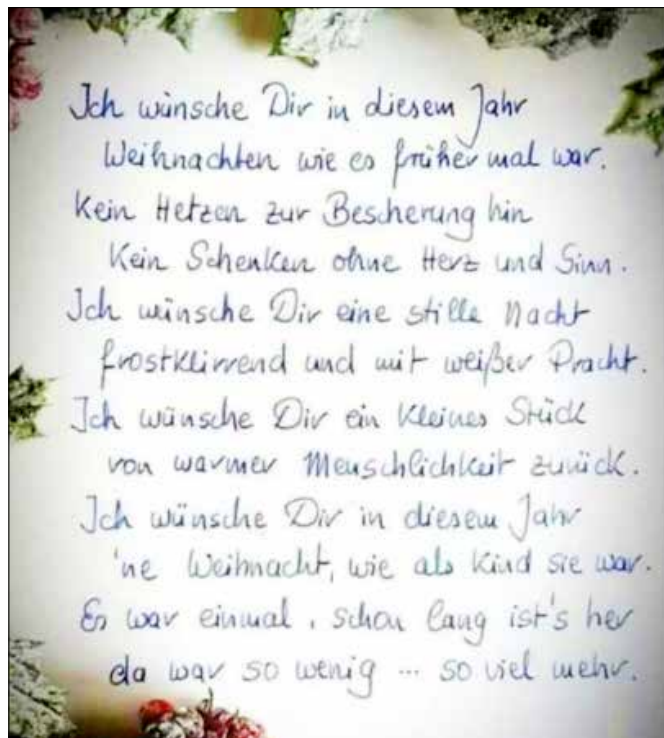 Ich wünsche Dir in diesem Jahr
Weihnachten wie es früher mal war.
Kein Hetzen zur Bescherung hin
Kein Schenken ohne Herz und Sinn.
Ich wünsche Dir eine stille Nacht
frostklirrend und mit weißer Pracht.
Ich wünsche Dir ein kleines Stück
von warmer Menschlichkeit zurück.
Ich wünsche Dir in diesem Jahr
'ne Weihnacht, wie als Kind sie war.
Es war einmal, schon lang ist's her
da war so wenig ... so viel mehr.